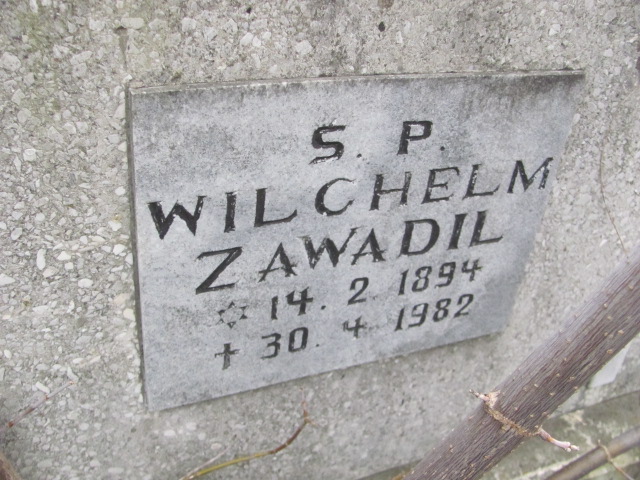 S. P.
WILCHELM
ZAWADIL
✡ 14. 2 1894
✝ 30. 4 1982